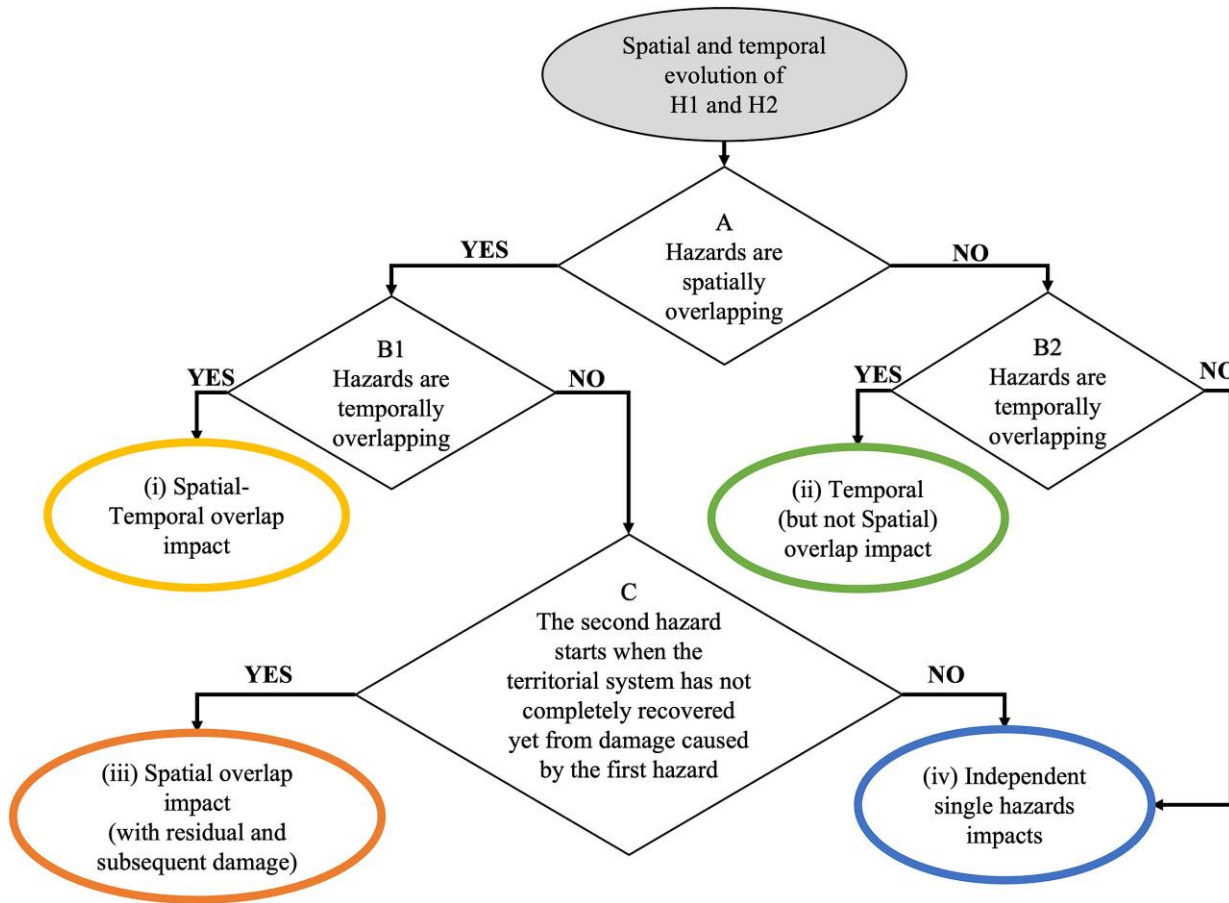 Spatial and temporal
evolution of
H1 and H2
A
Hazards are
spatially
overlapping
YES
NO
B1
Hazards are
temporally
overlapping
YES
NO
B2
Hazards are
temporally
overlapping
YES
NO
(i) Spatial-
Temporal overlap
impact
(ii) Temporal
(but not Spatial)
overlap impact
C
The second hazard
starts when the
territorial system has not
completely recovered
yet from damage caused
by the first hazard
YES
NO
(iii) Spatial overlap
impact
(with residual and
subsequent damage)
(iv) Independent
single hazards
impacts